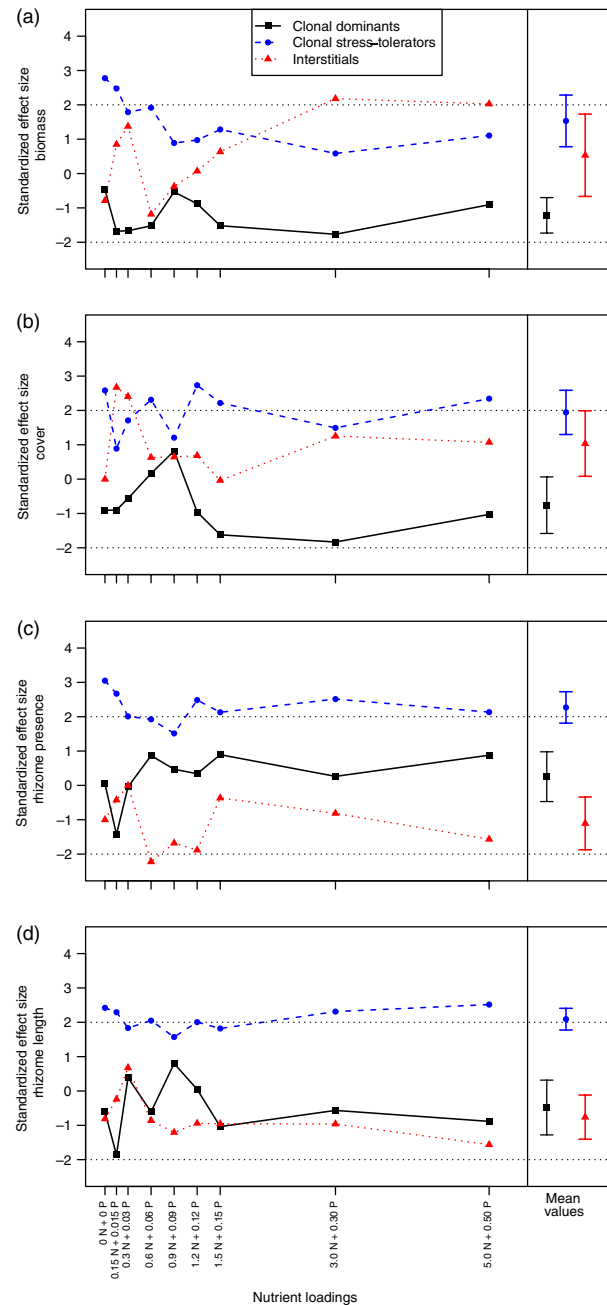 (a)
Clonal dominants
Clonal stress–tolerators
Interstitials
Standardized effect size
biomass
4
3
2
1
0
−1
−2
(b)
Standardized effect size
cover
4
3
2
1
0
−1
−2
(c)
Standardized effect size
rhizome presence
4
3
2
1
0
−1
−2
(d)
Standardized effect size
rhizome length
4
3
2
1
0
−1
−2
0 N + 0 P
0.15 N + 0.015 P
0.3 N + 0.03 P
0.6 N + 0.06 P
0.9 N + 0.09 P
1.2 N + 0.12 P
1.5 N + 0.15 P
3.0 N + 0.30 P
5.0 N + 0.50 P
Mean
values
Nutrient loadings